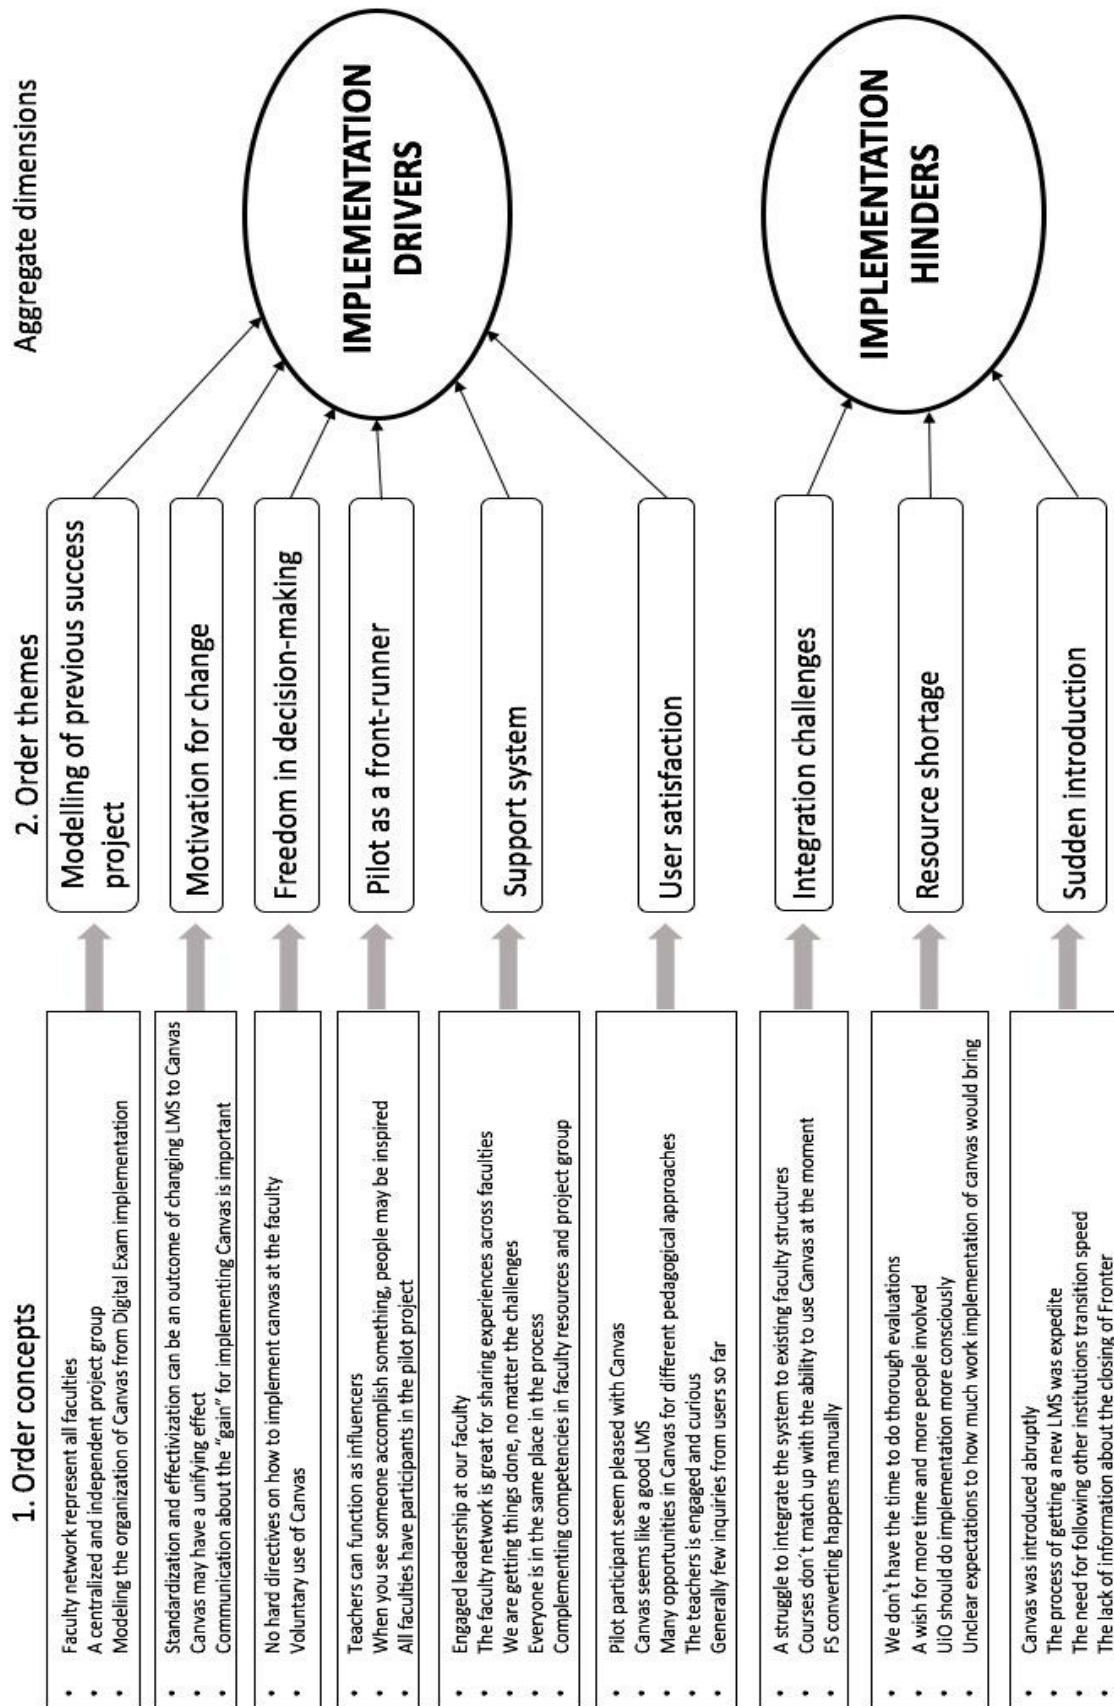 1. Order concepts
2. Order themes
Aggregate dimensions
• Faculty network represent all faculties
• A centralized and independent project group
• Modeling the organization of Canvas from Digital Exam implementation
Modelling of previous success
project
• Standardization and effectivization can be an outcome of changing LMS to Canvas
• Canvas may have a unifying effect
• Communication about the “gain” for implementing Canvas is important
Motivation for change
• No hard directives on how to implement canvas at the faculty
• Voluntary use of Canvas
Freedom in decision-making
• Teachers can function as influencers
• When you see someone accomplish something, people may be inspired
• All faculties have participants in the pilot project
Pilot as a front-runner
• Engaged leadership at our faculty
• The faculty network is great for sharing experiences across faculties
• We are getting things done, no matter the challenges
• Everyone is in the same place in the process
• Complementing competencies in faculty resources and project group
Support system
• Pilot participant seem pleased with Canvas
• Canvas seems like a good LMS
• Many opportunities in Canvas for different pedagogical approaches
• The teachers is engaged and curious
• Generally few inquiries from users so far
User satisfaction
IMPLEMENTATION
DRIVERS
• A struggle to integrate the system to existing faculty structures
• Courses don't match up with the ability to use Canvas at the moment
• FS converting happens manually
Integration challenges
• We don't have the time to do thorough evaluations
• A wish for more time and more people involved
• UiO should do implementation more consciously
• Unclear expectations to how much work implementation of canvas would bring
Resource shortage
• Canvas was introduced abruptly
• The process of getting a new LMS was expedite
• The need for following other institutions transition speed
• The lack of information about the closing of Fronter
Sudden introduction
IMPLEMENTATION
HINDERS